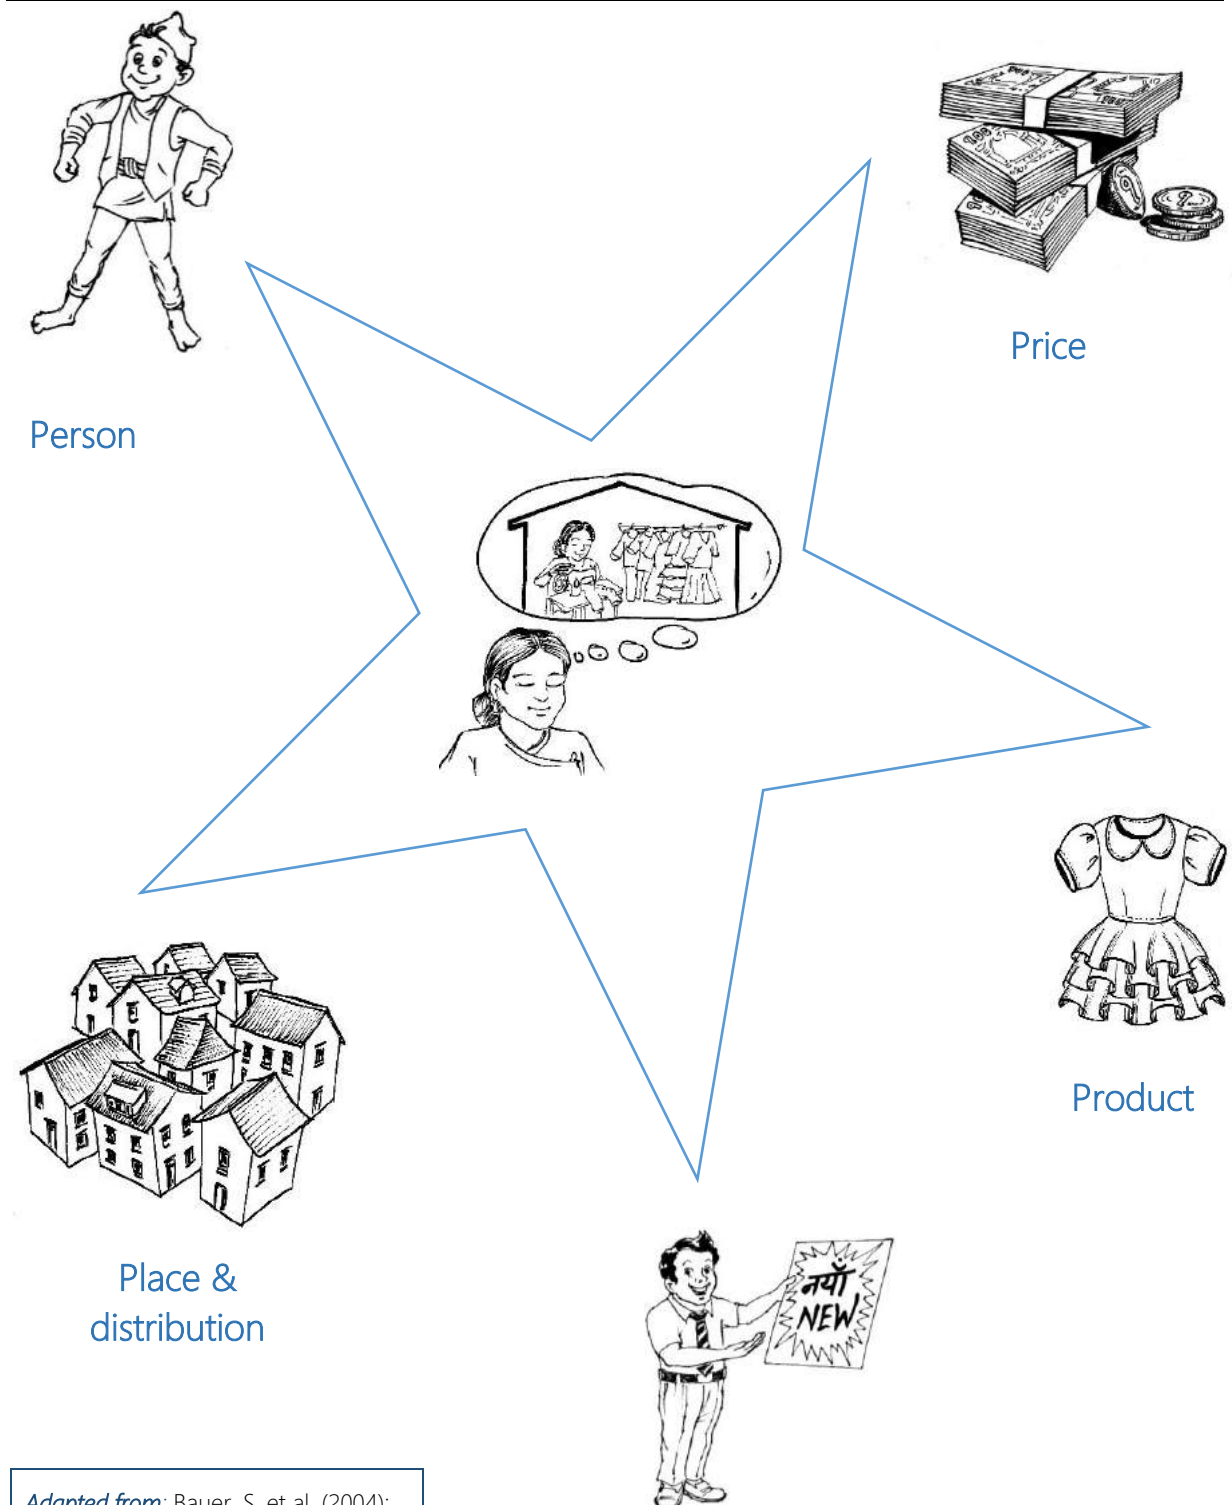 Price
Person
Product
Place &
distribution
नयाँ
NEW
Adapted from: Bauer, S. et al. (2004):